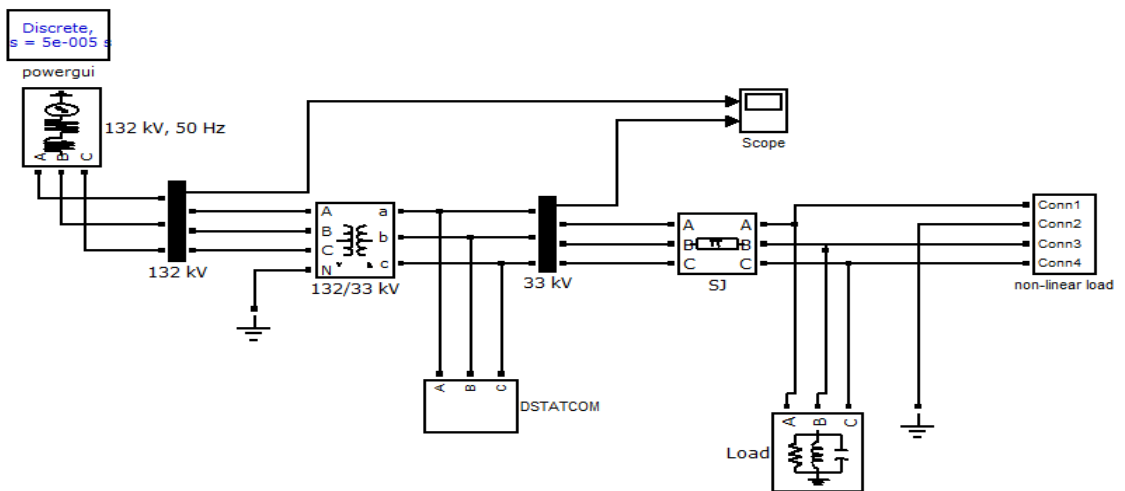 Discrete,
s = 5e-005 s
powergui
132 kV, 50 Hz
A B C
Scope
132 kV
A a
B b
C c
N
132/33 kV
33 kV
A A
B B
C C
SJ
Conn1
Conn2
Conn3
Conn4
non-linear load
A B C
DSTATCOM
A B C
Load